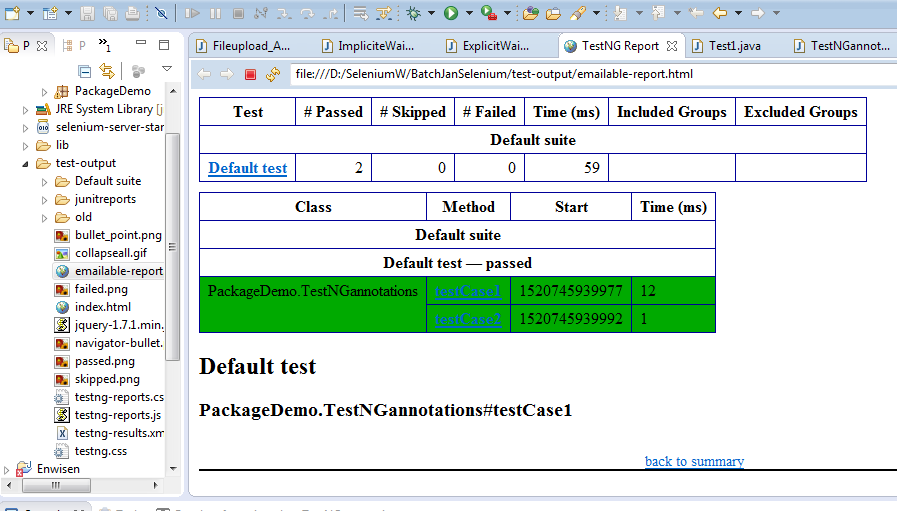 P
P
»1
Fileupload_A...
ImpliciteWai...
ExplicitWai...
TestNG Report
Test1.java
TestNGannot...
file:///D:/SeleniumW/BatchJanSelenium/test-output/emailable-report.html
PackageDemo
JRE System Library [j
selenium-server-star
lib
test-output
Default suite
junitreports
old
bullet_point.png
collapseall.gif
emailable-report
failed.png
index.html
jquery-1.7.1.min.
navigator-bullet.
passed.png
skipped.png
testng-reports.cs
testng-reports.js
testng-results.xm
testng.css
Enwisen
Test # Passed # Skipped # Failed Time (ms) Included Groups Excluded Groups
Default suite
Default test 2 0 0 59
Class Method Start Time (ms)
Default suite
Default test — passed
PackageDemo.TestNGannotations testCase1 1520745939977 12
testCase2 1520745939992 1
Default test
PackageDemo.TestNGannotations#testCase1
back to summary